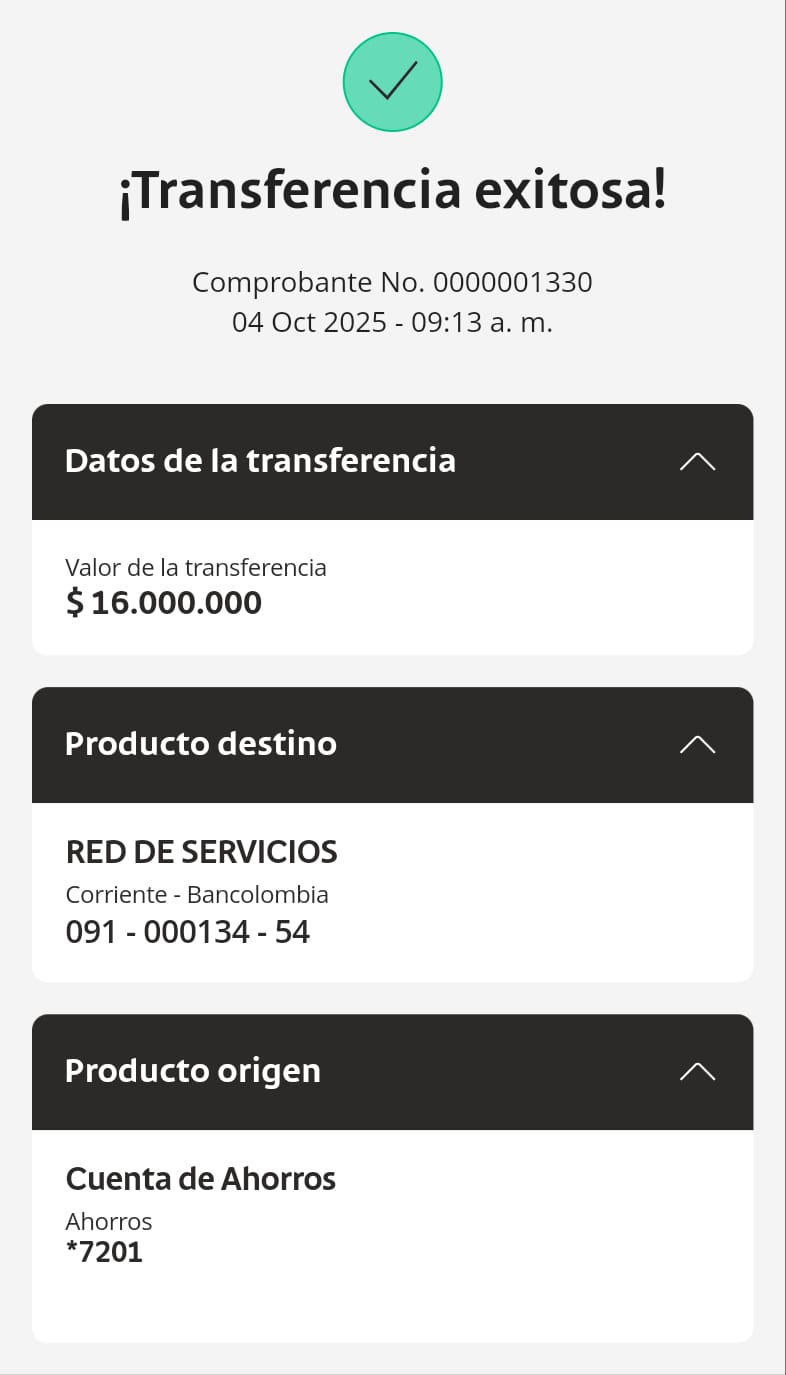 ¡Transferencia exitosa!
Comprobante No. 0000001330
04 Oct 2025 - 09:13 a. m.
Datos de la transferencia
Valor de la transferencia
$ 16.000.000
Producto destino
RED DE SERVICIOS
Corriente - Bancolombia
091 - 000134 - 54
Producto origen
Cuenta de Ahorros
Ahorros
*7201